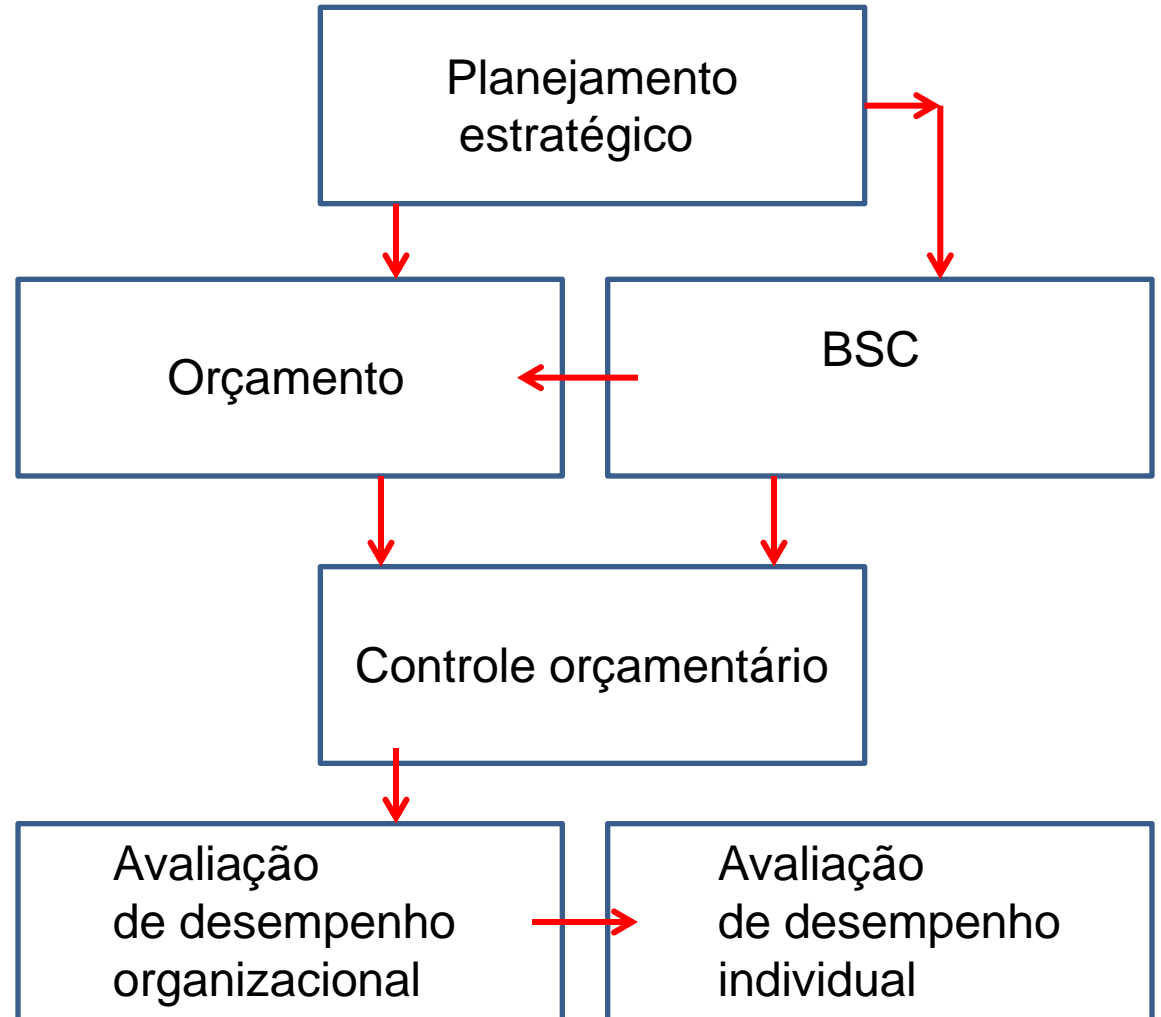 Planejamento
estratégico
Orçamento
BSC
Controle orçamentário
Avaliação
de desempenho
organizacional
Avaliação
de desempenho
individual